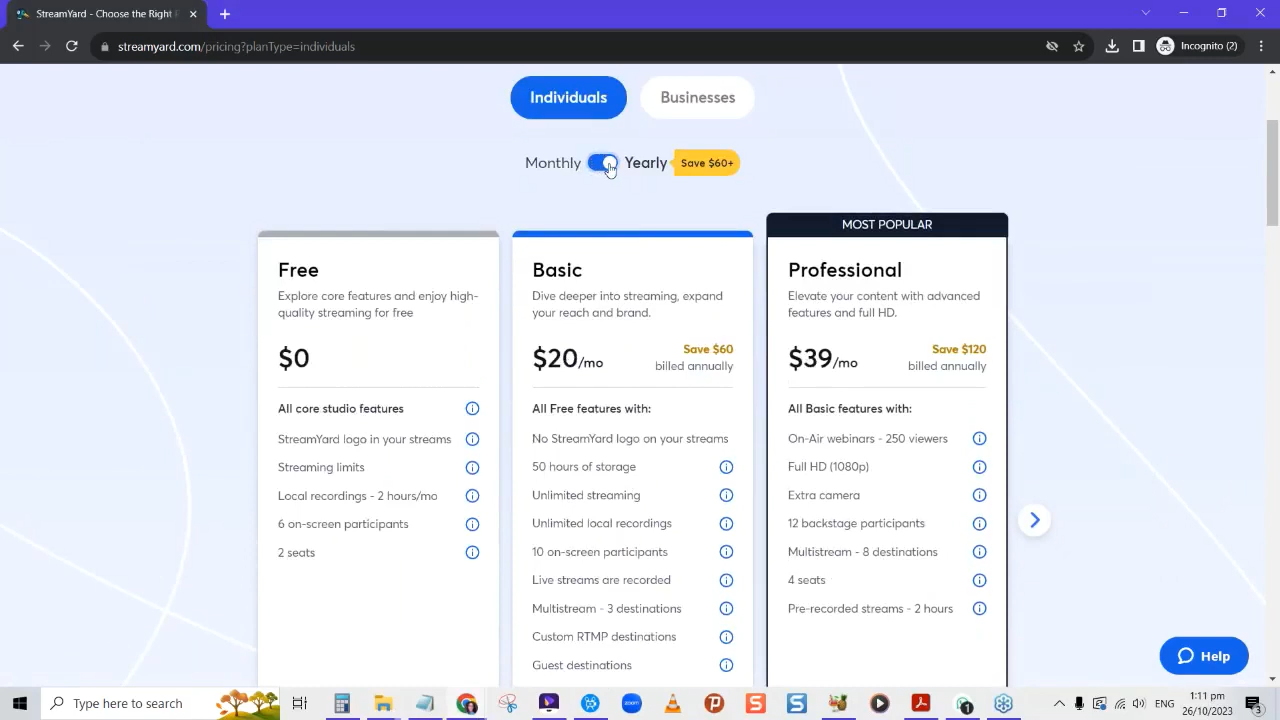 StreamYard - Choose the Right
streamyard.com/pricing?planType=individuals
Incognito (2)
Individuals
Businesses
Monthly
Yearly
Save $60+
MOST POPULAR
Free
Explore core features and enjoy high-
quality streaming for free
$0
All core studio features
StreamYard logo in your streams
Streaming limits
Local recordings - 2 hours/mo
6 on-screen participants
2 seats
Basic
Dive deeper into streaming, expand
your reach and brand.
$20/mo
Save $60
billed annually
All Free features with:
No StreamYard logo on your streams
50 hours of storage
Unlimited streaming
Unlimited local recordings
10 on-screen participants
Live streams are recorded
Multistream - 3 destinations
Custom RTMP destinations
Guest destinations
Professional
Elevate your content with advanced
features and full HD.
$39/mo
Save $120
billed annually
All Basic features with:
On-Air webinars - 250 viewers
Full HD (1080p)
Extra camera
12 backstage participants
Multistream - 8 destinations
4 seats
Pre-recorded streams - 2 hours
Help
Type here to search
zoom
1
1:11 pm
26/10/2023
3